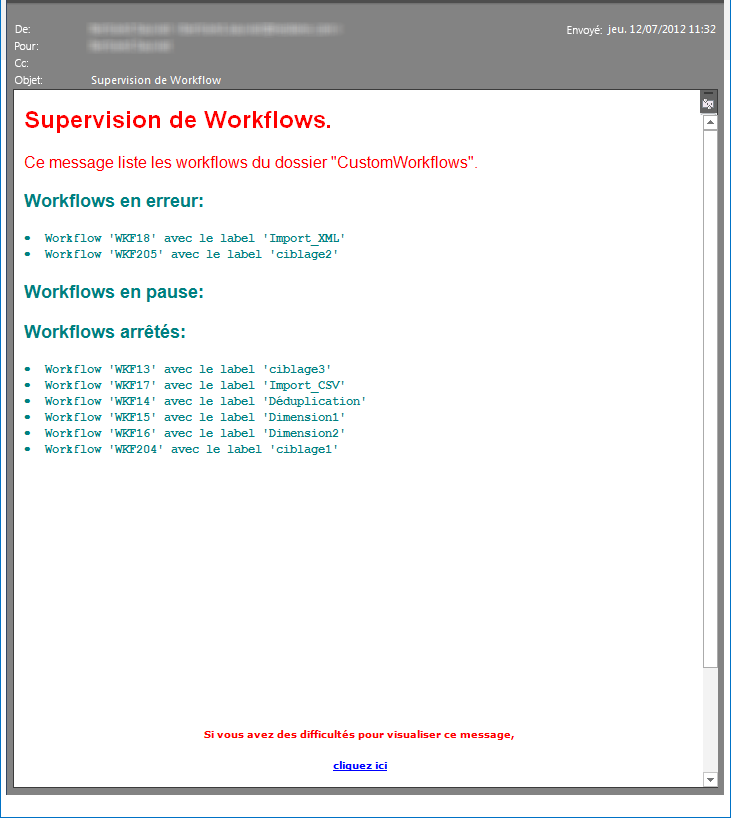 De:
Envoyé: jeu. 12/07/2012 11:32
Pour:
Cc:
Objet: Supervision de Workflow
Supervision de Workflows.
Ce message liste les workflows du dossier "CustomWorkflows".
Workflows en erreur:
• Workflow 'WKF18' avec le label 'Import_XML'
• Workflow 'WKF205' avec le label 'ciblage2'
Workflows en pause:
Workflows arrêtés:
• Workflow 'WKF13' avec le label 'ciblage3'
• Workflow 'WKF17' avec le label 'Import_CSV'
• Workflow 'WKF14' avec le label 'Déduplication'
• Workflow 'WKF15' avec le label 'Dimension1'
• Workflow 'WKF16' avec le label 'Dimension2'
• Workflow 'WKF204' avec le label 'ciblage1'
Si vous avez des difficultés pour visualiser ce message,
cliquez ici